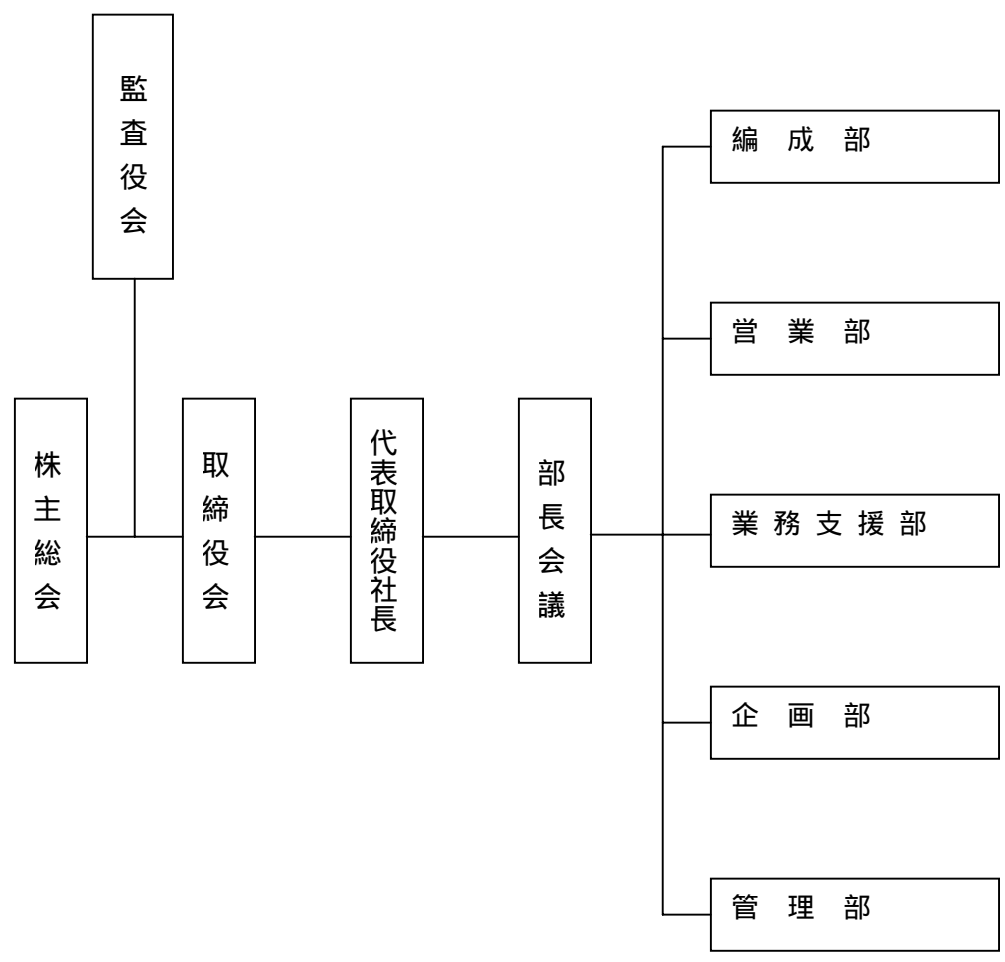 監査役会
株主総会
取締役会
代表取締役社長
部長会議
編成部
営業部
業務支援部
企画部
管理部